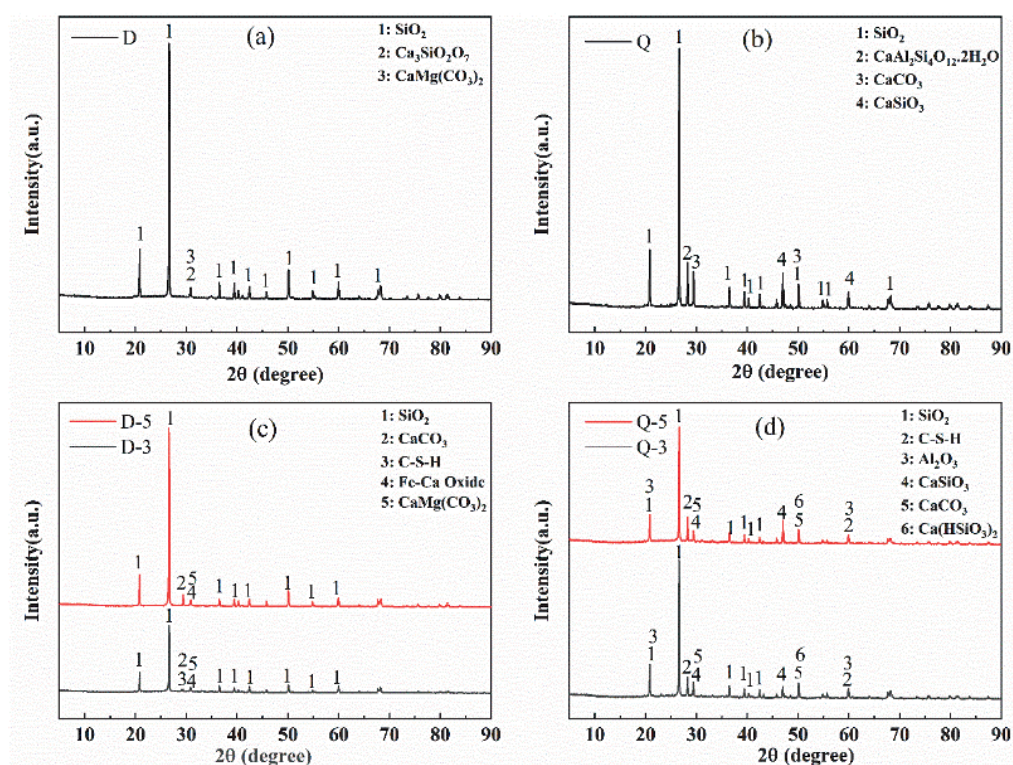 D
(a)
1: SiO₂
2: Ca₃SiO₂O₇
3: CaMg(CO₃)₂
1
1
3
2
1
1
1
1
1
1
1
1
Intensity(a.u.)
10 20 30 40 50 60 70 80 90
2θ (degree)
Q
(b)
1: SiO₂
2: CaAl₂Si₄O₁₂.2H₂O
3: CaCO₃
4: CaSiO₃
1
1
2
3
1
1
1
1
4
3
1
11
4
1
Intensity(a.u.)
10 20 30 40 50 60 70 80 90
2θ (degree)
D-5
D-3
(c)
1: SiO₂
2: CaCO₃
3: C-S-H
4: Fe-Ca Oxide
5: CaMg(CO₃)₂
1
1
25
4
1
1
1
1
1
1
1
1
25
34
1
1
1
1
1
1
Intensity(a.u.)
10 20 30 40 50 60 70 80 90
2θ (degree)
Q-5
Q-3
(d)
1: SiO₂
2: C-S-H
3: Al₂O₃
4: CaSiO₃
5: CaCO₃
6: Ca(HSiO₃)₂
1
3
1
25
4
1
1
1
1
4
6
5
3
2
1
3
1
5
2
4
1
1
1
1
4
6
5
3
2
Intensity(a.u.)
10 20 30 40 50 60 70 80 90
2θ (degree)